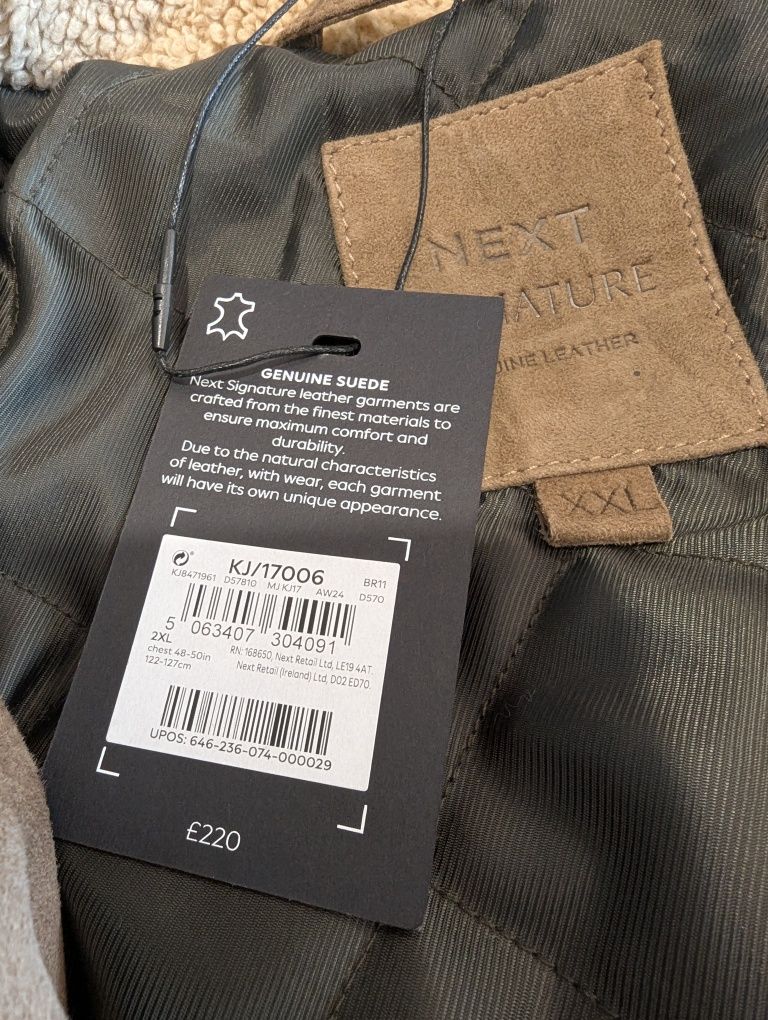 NEXT
NATURE
LEATHER
XXL
GENUINE SUEDE
Next Signature leather garments are
crafted from the finest materials to
ensure maximum comfort and
durability.
Due to the natural characteristics
of leather, with wear, each garment
will have its own unique appearance.
KJ/17006
BR11
KJ8471961 D57810 MJ KJ17 AW24 D570
5 063407 304091
2XL
chest 48-50in
122-127cm
RN: 168650, Next Retail Ltd, LE19 4AT.
Next Retail (Ireland) Ltd, D02 ED70.
UPOS: 646-236-074-000029
£220